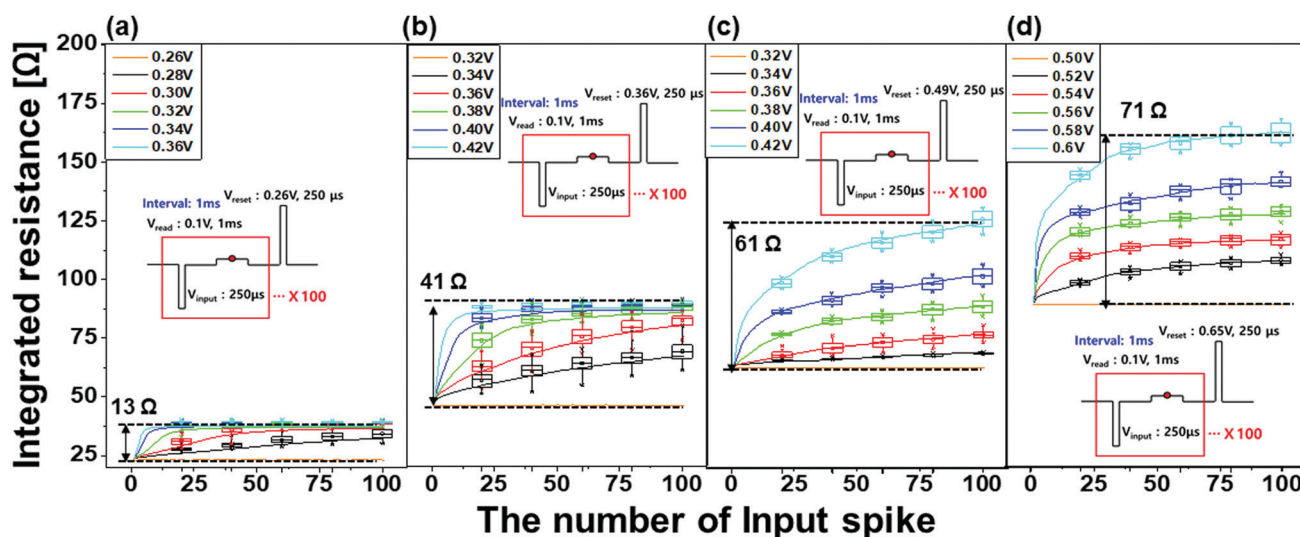 (a)
(b)
(c)
(d)
Integrated resistance [Ω]
200
175
150
125
100
75
50
25
0.26V
0.28V
0.30V
0.32V
0.34V
0.36V
Vreset : 0.26V, 250 μs
Interval: 1ms
Vread : 0.1V, 1ms
Vinput : 250μs
··· X 100
13 Ω
0 25 50 75 100
0.32V
0.34V
0.36V
0.38V
0.40V
0.42V
Vreset : 0.36V, 250 μs
Interval: 1ms
Vread : 0.1V, 1ms
Vinput : 250μs
··· X 100
41 Ω
0 25 50 75 100
0.32V
0.34V
0.36V
0.38V
0.40V
0.42V
Vreset : 0.49V, 250 μs
Interval: 1ms
Vread : 0.1V, 1ms
Vinput : 250μs
··· X 100
61 Ω
0 25 50 75 100
0.50V
0.52V
0.54V
0.56V
0.58V
0.6V
71 Ω
Vreset : 0.65V, 250 μs
Interval: 1ms
Vread : 0.1V, 1ms
Vinput : 250μs
··· X 100
0 25 50 75 100
The number of Input spike